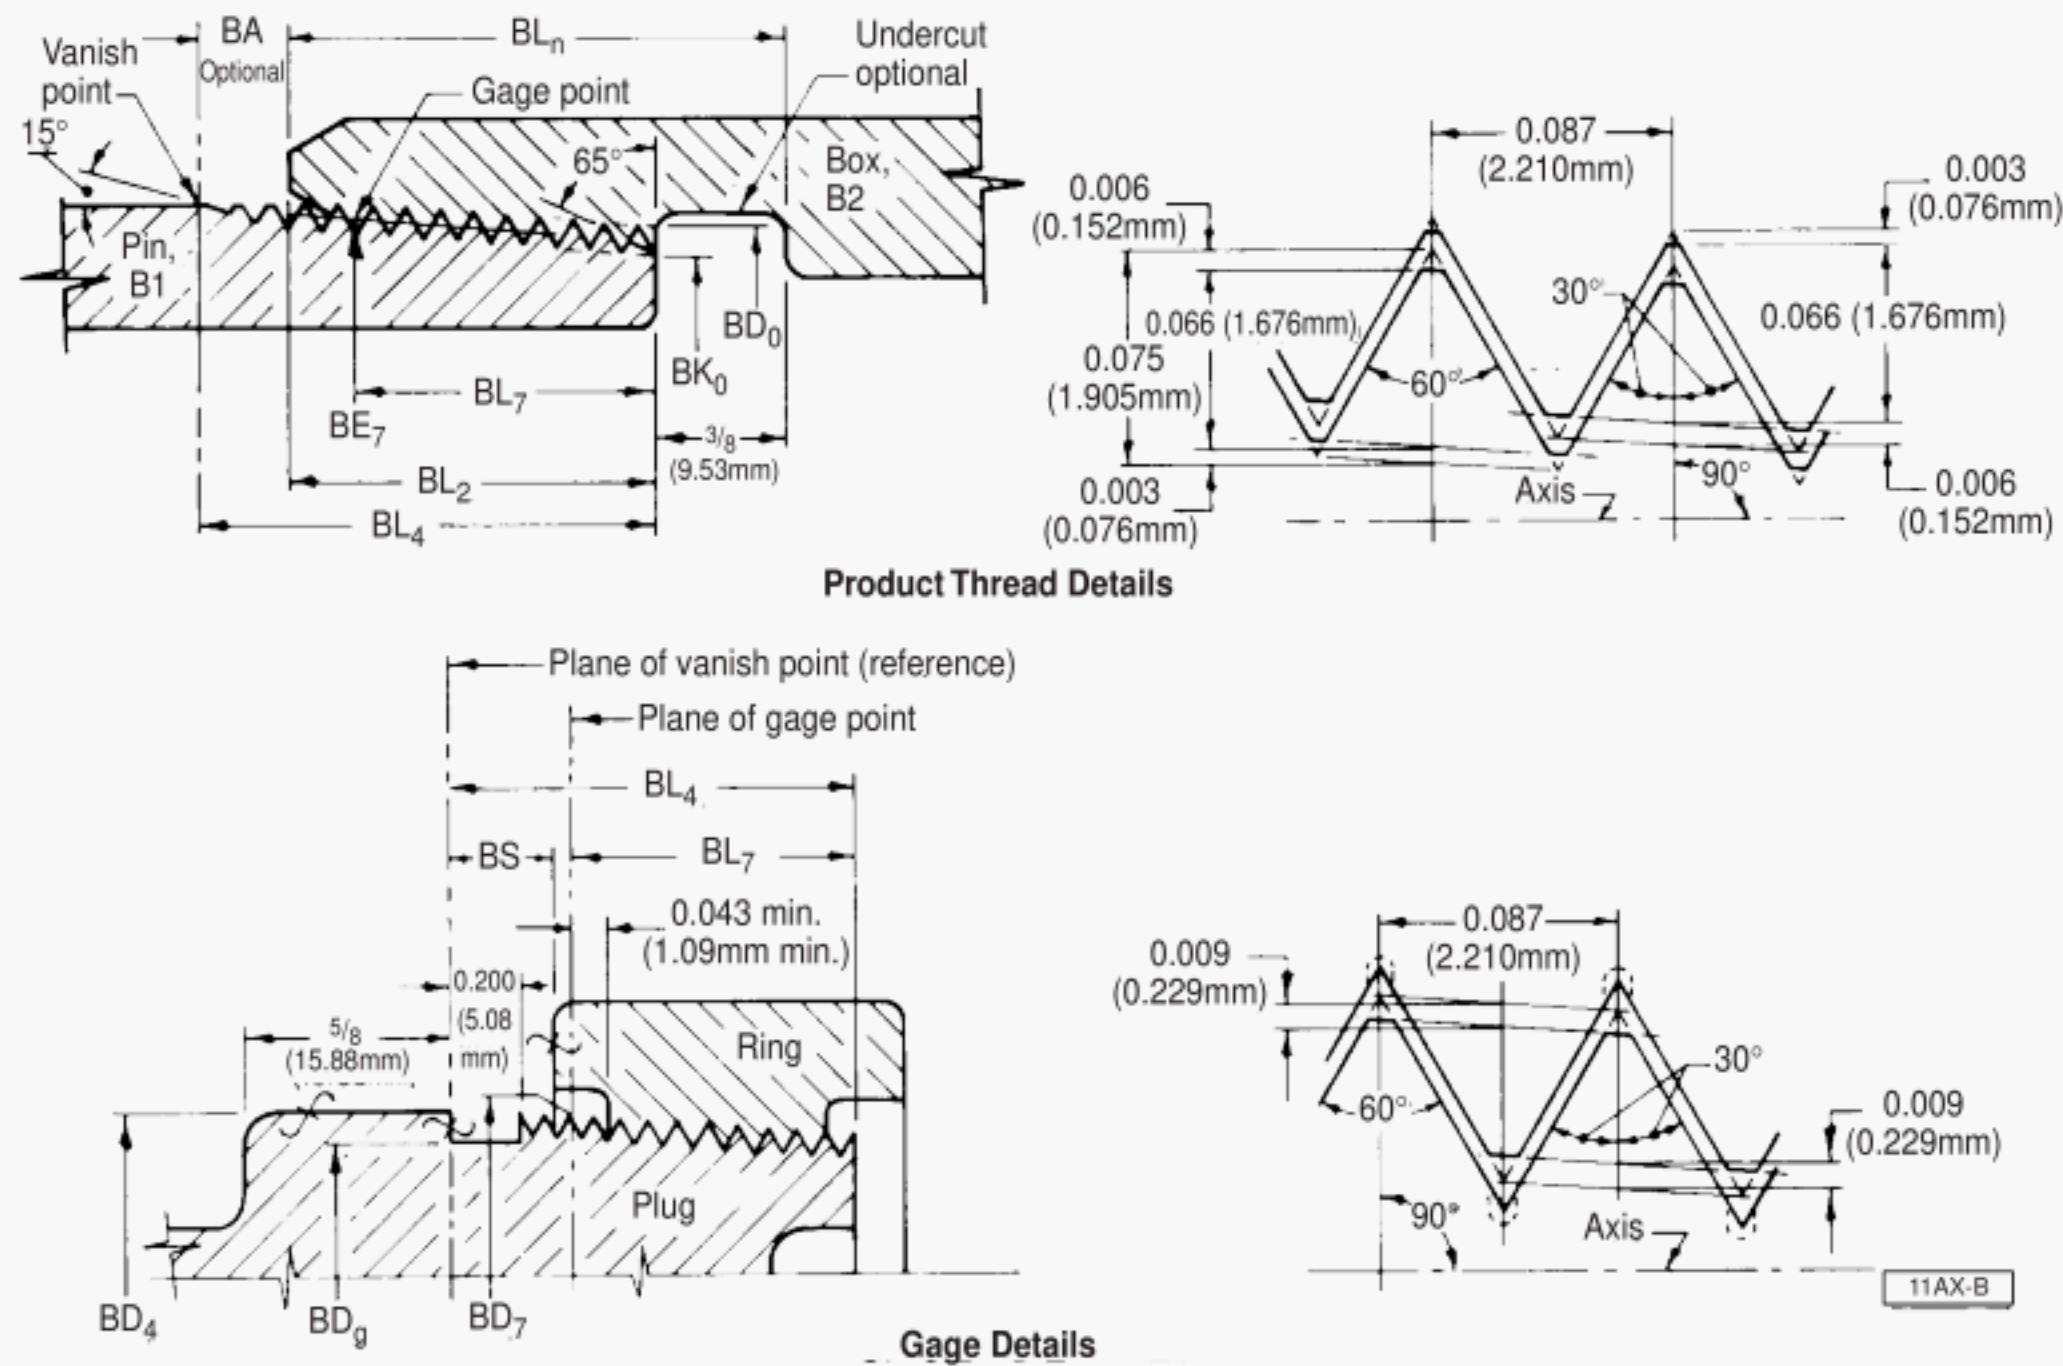 BA
Optional
BLn
Undercut
optional
Vanish
point
15°
Gage point
65°
Box,
B2
Pin,
B1
BD0
BK0
BL7
BE7
3/8
(9.53mm)
BL2
BL4
0.087
(2.210mm)
0.006
(0.152mm)
0.003
(0.076mm)
30°
0.066 (1.676mm)
0.066 (1.676mm)
0.075
(1.905mm)
60°
90°
Axis
0.003
(0.076mm)
0.006
(0.152mm)
Product Thread Details
Plane of vanish point (reference)
Plane of gage point
BL4
BS
BL7
0.043 min.
(1.09mm min.)
0.200
(5.08
mm)
5/8
(15.88mm)
Ring
Plug
BD4
BDg
BD7
0.087
(2.210mm)
0.009
(0.229mm)
30°
60°
0.009
(0.229mm)
90°
Axis
11AX-B
Gage Details